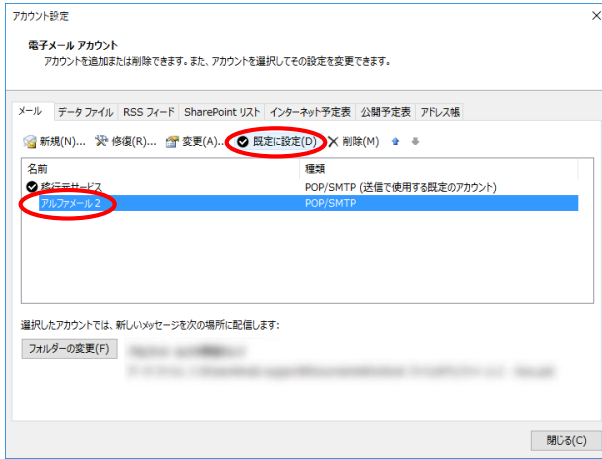 アカウント設定
電子メール アカウント
アカウントを追加または削除できます。また、アカウントを選択してその設定を変更できます。
メール データ ファイル RSS フィード SharePoint リスト インターネット予定表 公開予定表 アドレス帳
新規(N)... 修復(R)... 変更(A)... 既定に設定(D) 削除(M)
名前 種類
移行元サービス POP/SMTP (送信で使用する既定のアカウント)
アルファメール 2 POP/SMTP
選択したアカウントでは、新しいメッセージを次の場所に配信します:
フォルダーの変更(F)
閉じる(C)